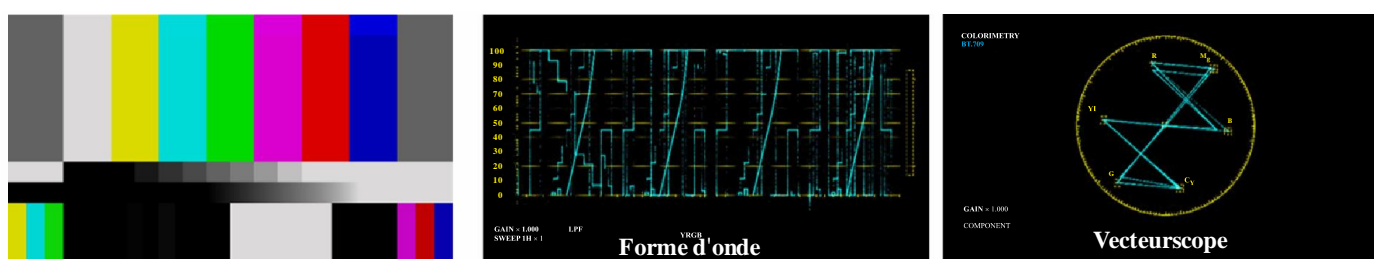 100
90
80
70
60
50
40
30
20
10
0
GAIN × 1.000
SWEEP 1H × 1
LPF
YRGB
Forme d'onde
COLORIMETRY
BT.709
R
Mg
YI
B
G
CY
GAIN × 1.000
COMPONENT
Vecteurscope